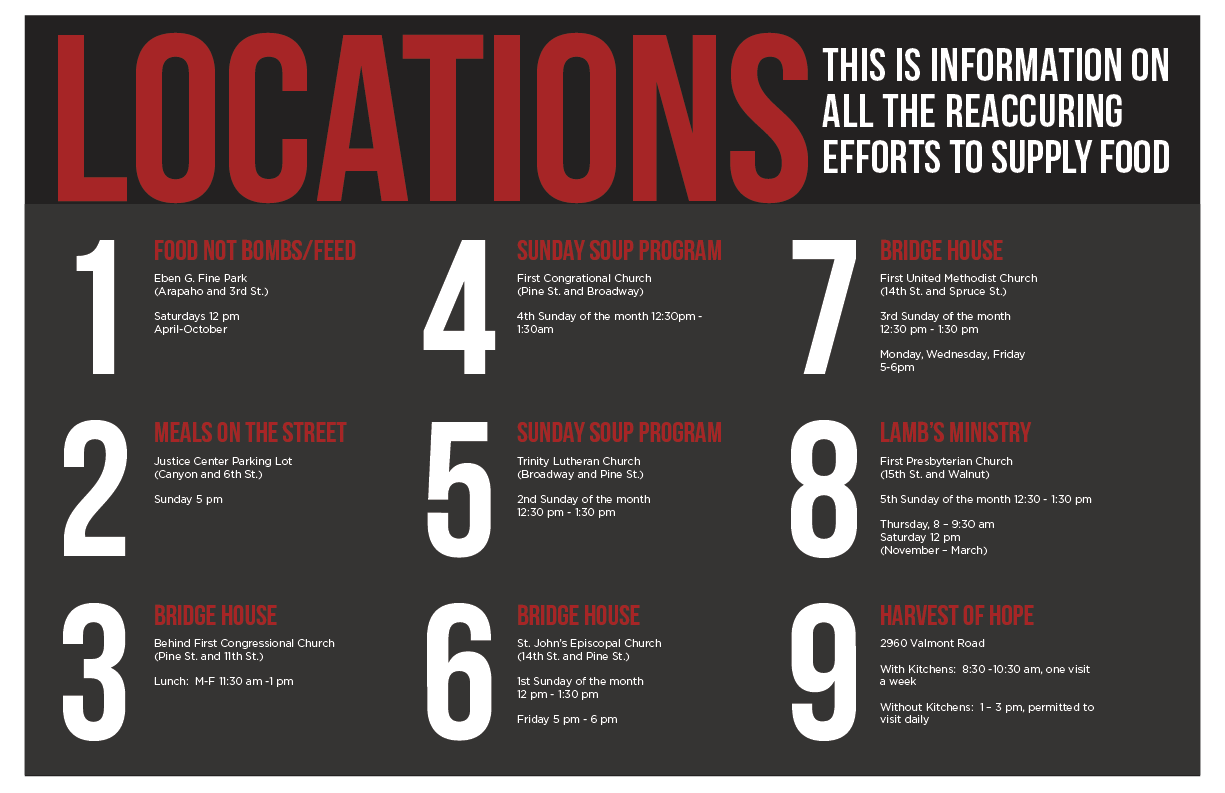 LOCATIONS
THIS IS INFORMATION ON
ALL THE REACCURING
EFFORTS TO SUPPLY FOOD
1
FOOD NOT BOMBS/FEED
Eben G. Fine Park
(Arapaho and 3rd St.)
Saturdays 12 pm
April-October
2
MEALS ON THE STREET
Justice Center Parking Lot
(Canyon and 6th St.)
Sunday 5 pm
3
BRIDGE HOUSE
Behind First Congressional Church
(Pine St. and 11th St.)
Lunch:  M-F 11:30 am -1 pm
4
SUNDAY SOUP PROGRAM
First Congrational Church
(Pine St. and Broadway)
4th Sunday of the month 12:30pm -
1:30am
5
SUNDAY SOUP PROGRAM
Trinity Lutheran Church
(Broadway and Pine St.)
2nd Sunday of the month
12:30 pm - 1:30 pm
6
BRIDGE HOUSE
St. John's Episcopal Church
(14th St. and Pine St.)
1st Sunday of the month
12 pm - 1:30 pm
Friday 5 pm - 6 pm
7
BRIDGE HOUSE
First United Methodist Church
(14th St. and Spruce St.)
3rd Sunday of the month
12:30 pm - 1:30 pm
Monday, Wednesday, Friday
5-6pm
8
LAMB'S MINISTRY
First Presbyterian Church
(15th St. and Walnut)
5th Sunday of the month 12:30 - 1:30 pm
Thursday, 8 – 9:30 am
Saturday 12 pm
(November – March)
9
HARVEST OF HOPE
2960 Valmont Road
With Kitchens:  8:30 -10:30 am, one visit
a week
Without Kitchens:  1 – 3 pm, permitted to
visit daily